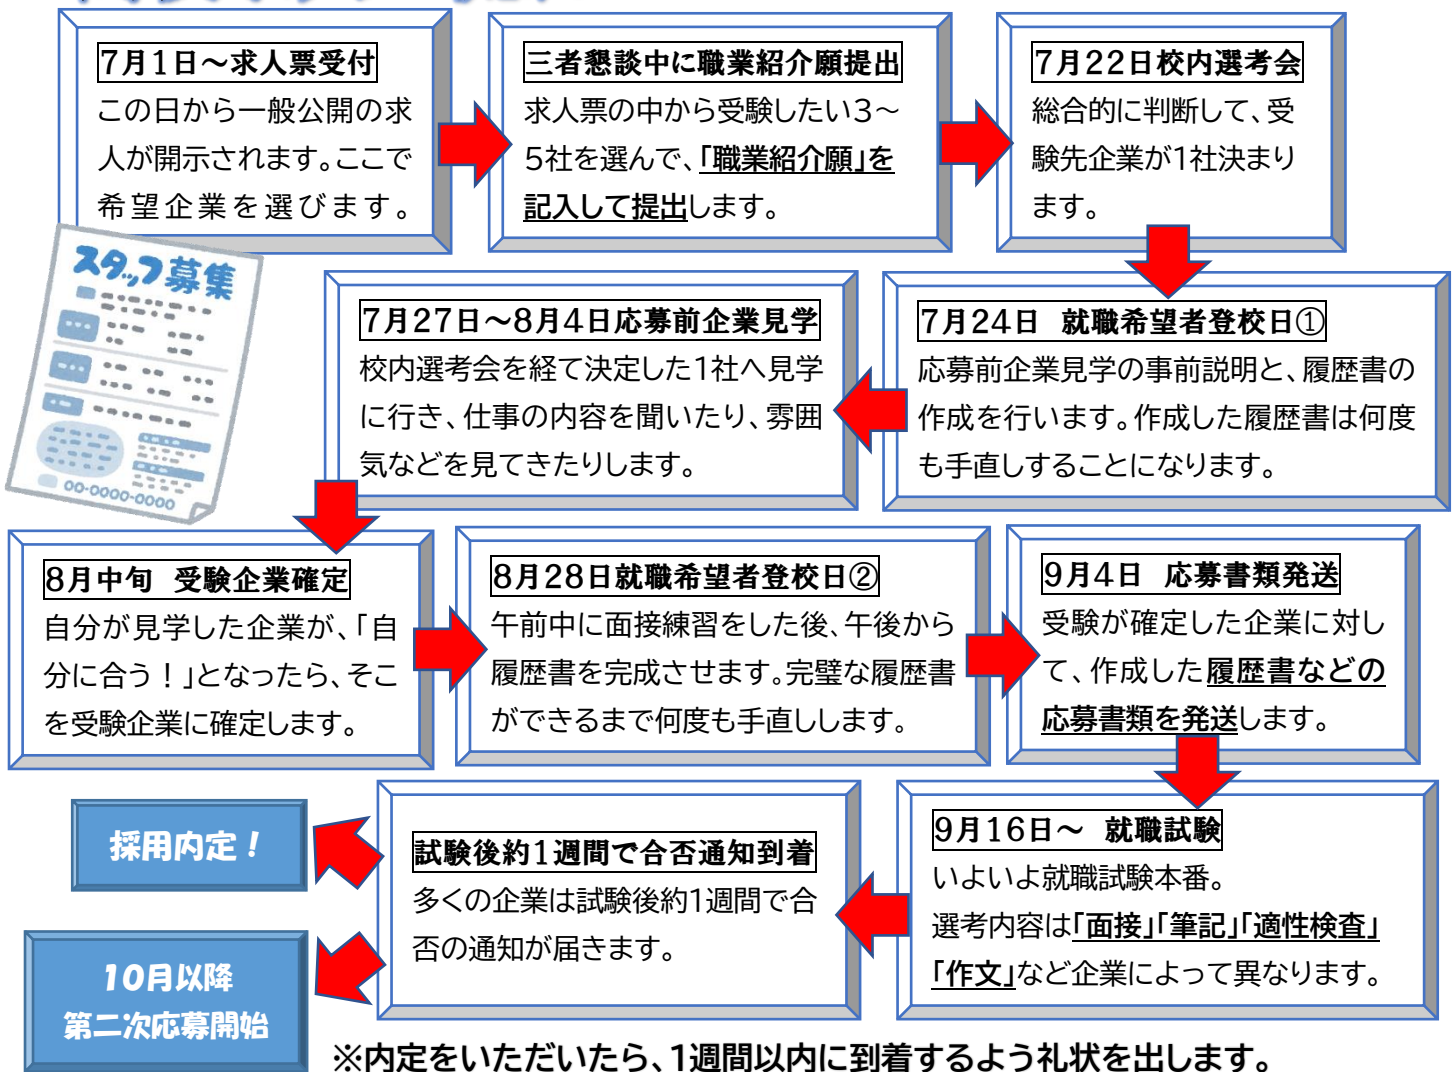 7月1日～求人票受付
この日から一般公開の求
人が開示されます。ここで
希望企業を選びます。
三者懇談中に職業紹介願提出
求人票の中から受験したい3～
5社を選んで、「職業紹介願」を
記入して提出します。
7月22日校内選考会
総合的に判断して、受
験先企業が1社決まり
ます。
スタッフ募集
00-0000-0000
7月24日　就職希望者登校日①
応募前企業見学の事前説明と、履歴書の
作成を行います。作成した履歴書は何度
も手直しすることになります。
7月27日～8月4日応募前企業見学
校内選考会を経て決定した1社へ見学
に行き、仕事の内容を聞いたり、雰囲
気などを見てきたりします。
8月中旬　受験企業確定
自分が見学した企業が、「自
分に合う！」となったら、そこ
を受験企業に確定します。
8月28日就職希望者登校日②
午前中に面接練習をした後、午後から
履歴書を完成させます。完璧な履歴書
ができるまで何度も手直しします。
9月4日　応募書類発送
受験が確定した企業に対し
て、作成した履歴書などの
応募書類を発送します。
9月16日～　就職試験
いよいよ就職試験本番。
選考内容は「面接」「筆記」「適性検査」
「作文」など企業によって異なります。
試験後約1週間で合否通知到着
多くの企業は試験後約1週間で合
否の通知が届きます。
採用内定！
10月以降
第二次応募開始
※内定をいただいたら、1週間以内に到着するよう礼状を出します。